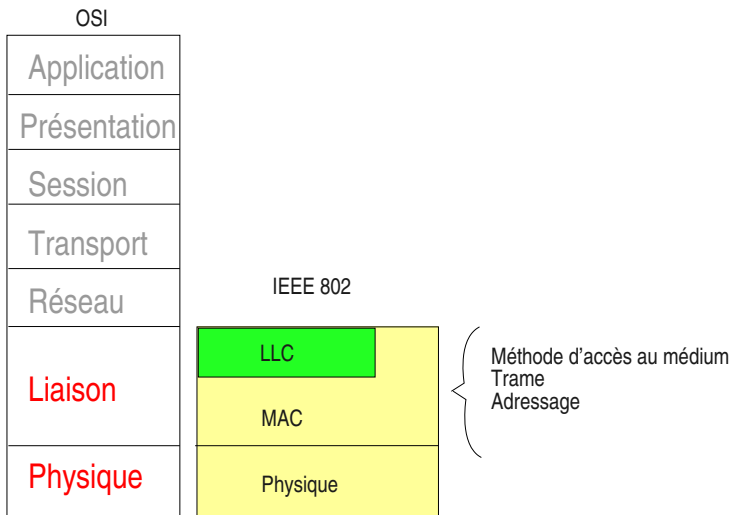 OSI
Application
Présentation
Session
Transport
Réseau
Liaison
Physique
IEEE 802
LLC
MAC
Physique
Méthode d'accès au médium
Trame
Adressage